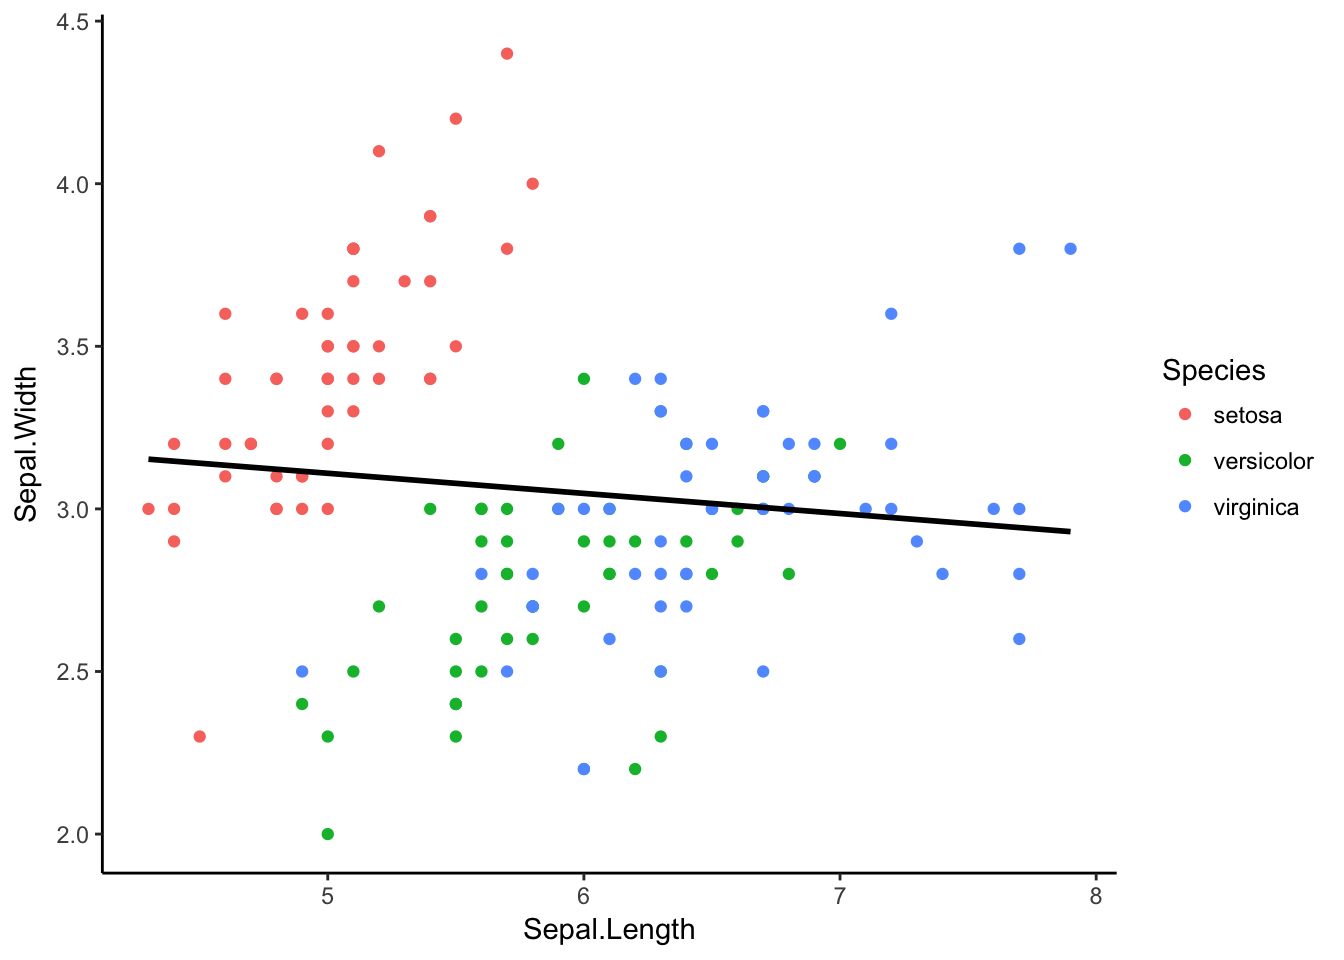 4.5
4.0
3.5
3.0
2.5
2.0
Sepal.Width
5 6 7 8
Sepal.Length
Species
setosa
versicolor
virginica